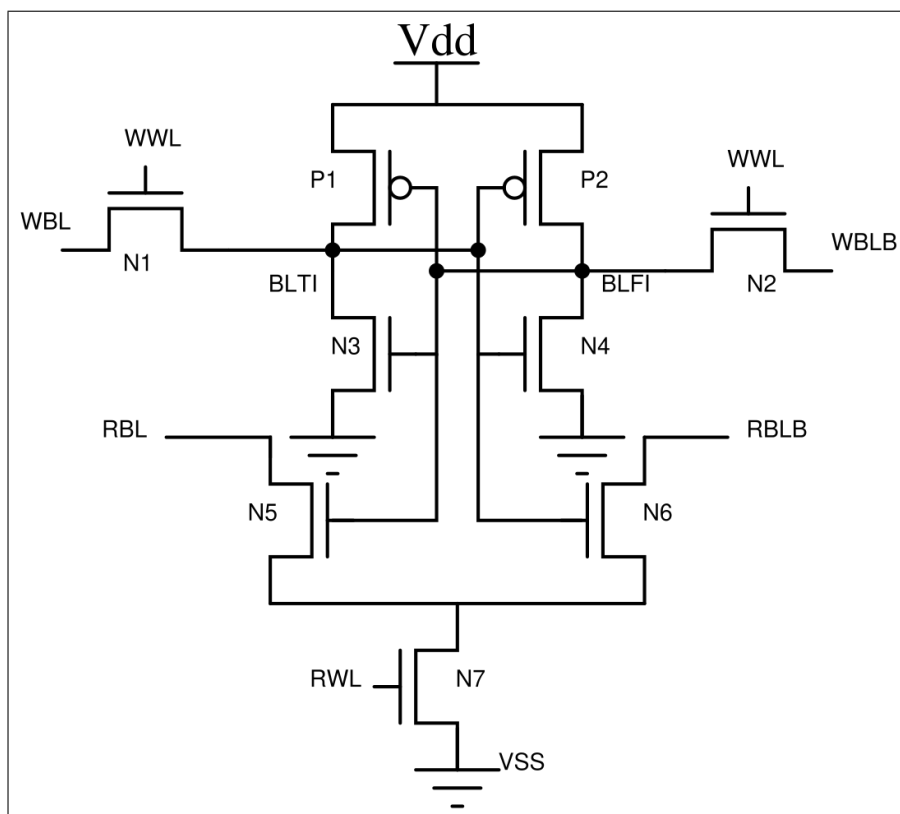 Vdd
WWL
WWL
P1
P2
WBL
WBLB
N1
N2
BLTI
BLFI
N3
N4
RBL
RBLB
N5
N6
RWL
N7
VSS